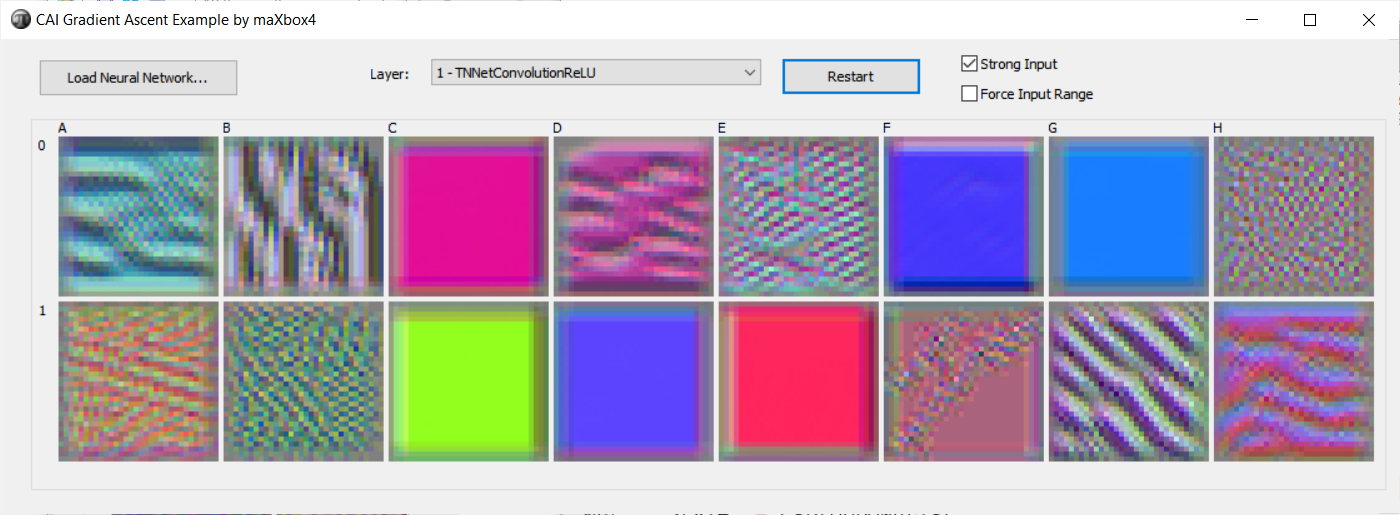 CAI Gradient Ascent Example by maXbox4
Load Neural Network...
Layer:
1 - TNNetConvolutionReLU
Restart
Strong Input
Force Input Range
A B C D E F G H
0
1